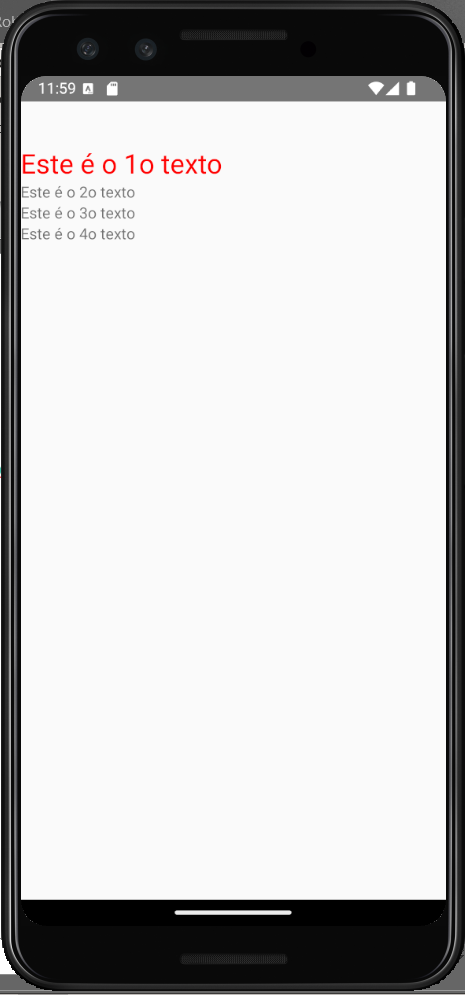 11:59
Este é o 1o texto
Este é o 2o texto
Este é o 3o texto
Este é o 4o texto